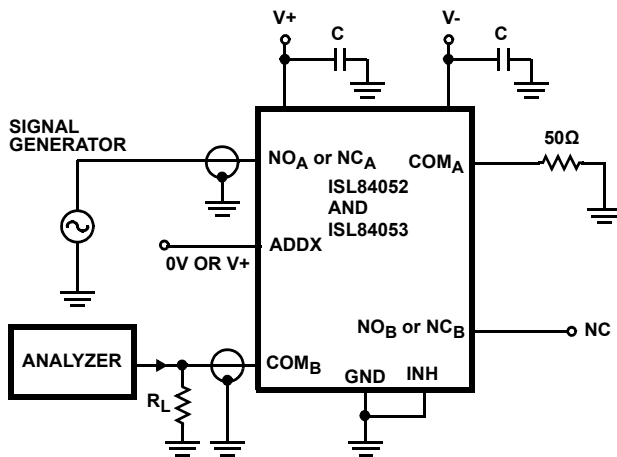 V+
C
V-
C
SIGNAL
GENERATOR
NOA or NCA
COMA
50Ω
ISL84052
AND
ISL84053
ADDX
0V OR V+
NOB or NCB
NC
ANALYZER
COMB
GND
INH
RL